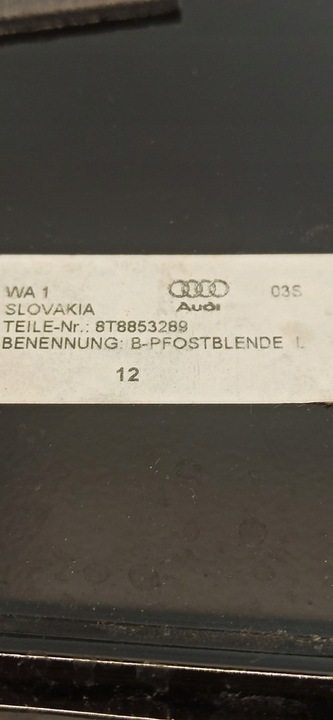 WA 1 Audi 03S
SLOVAKIA
TEILE-Nr.: 8T8853289
BENENNUNG: B-PFOSTBLENDE L
12